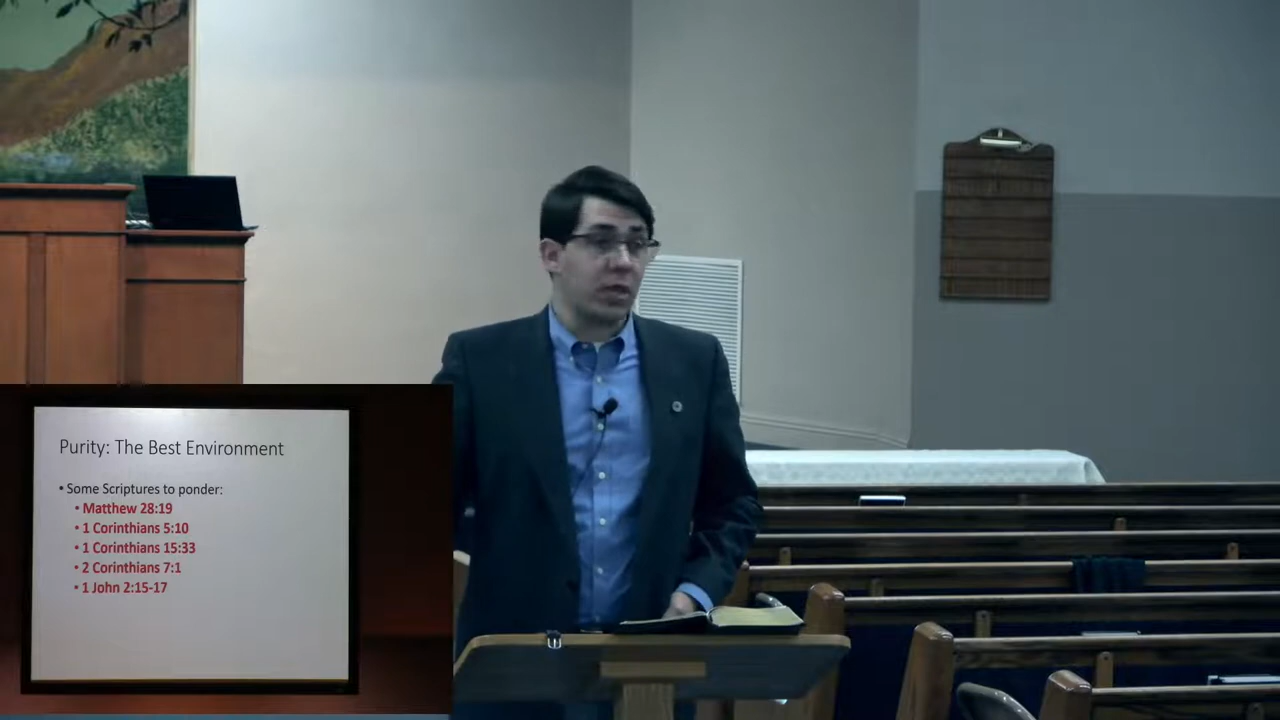 Purity: The Best Environment
• Some Scriptures to ponder:
• Matthew 28:19
• 1 Corinthians 5:10
• 1 Corinthians 15:33
• 2 Corinthians 7:1
• 1 John 2:15-17